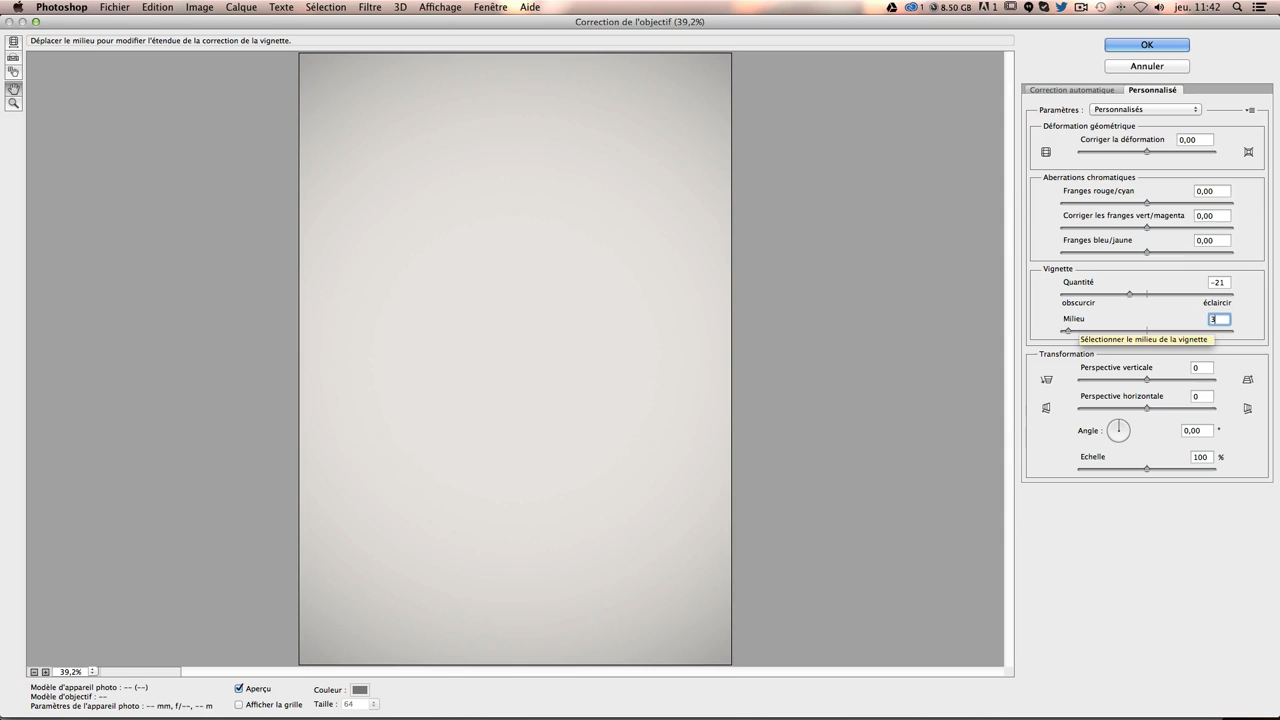 Photoshop Fichier Edition Image Calque Texte Sélection Filtre 3D Affichage Fenêtre Aide 1 8.50 GB 1 jeu. 11:42
Correction de l'objectif (39,2%)
Déplacer le milieu pour modifier l'étendue de la correction de la vignette.
OK
Annuler
Correction automatique Personnalisé
Paramètres : Personnalisés
Déformation géométrique
Corriger la déformation 0,00
Aberrations chromatiques
Franges rouge/cyan 0,00
Corriger les franges vert/magenta 0,00
Franges bleu/jaune 0,00
Vignette
Quantité -21
obscurcir éclaircir
Milieu 3
Sélectionner le milieu de la vignette
Transformation
Perspective verticale 0
Perspective horizontale 0
Angle : 0,00 °
Echelle 100 %
39,2%
Modèle d'appareil photo : -- (--)
Modèle d'objectif : --
Paramètres de l'appareil photo : -- mm, f/--, -- m
Aperçu
Afficher la grille
Couleur :
Taille : 64